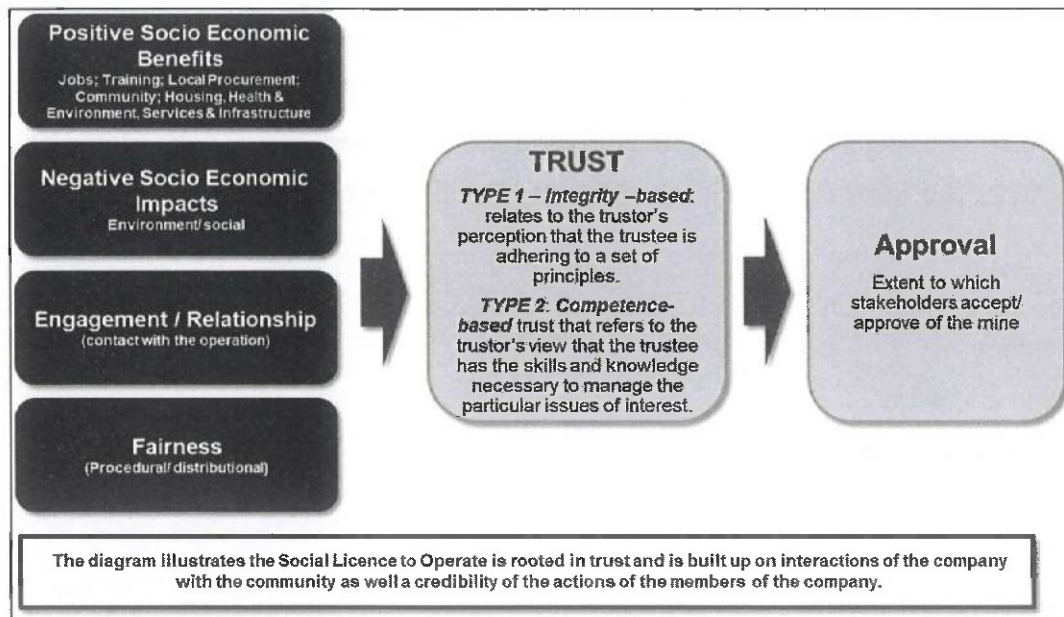 Positive Socio Economic
Benefits
Jobs; Training; Local Procurement;
Community; Housing, Health &
Environment, Services & Infrastructure
Negative Socio Economic
Impacts
Environment/ social
Engagement / Relationship
(contact with the operation)
Fairness
(Procedural/ distributional)
TRUST
TYPE 1 – Integrity –based:
relates to the trustor's
perception that the trustee is
adhering to a set of
principles.
TYPE 2: Competence-
based trust that refers to the
trustor's view that the trustee
has the skills and knowledge
necessary to manage the
particular issues of interest.
Approval
Extent to which
stakeholders accept/
approve of the mine
The diagram illustrates the Social Licence to Operate is rooted in trust and is built up on interactions of the company
with the community as well a credibility of the actions of the members of the company.